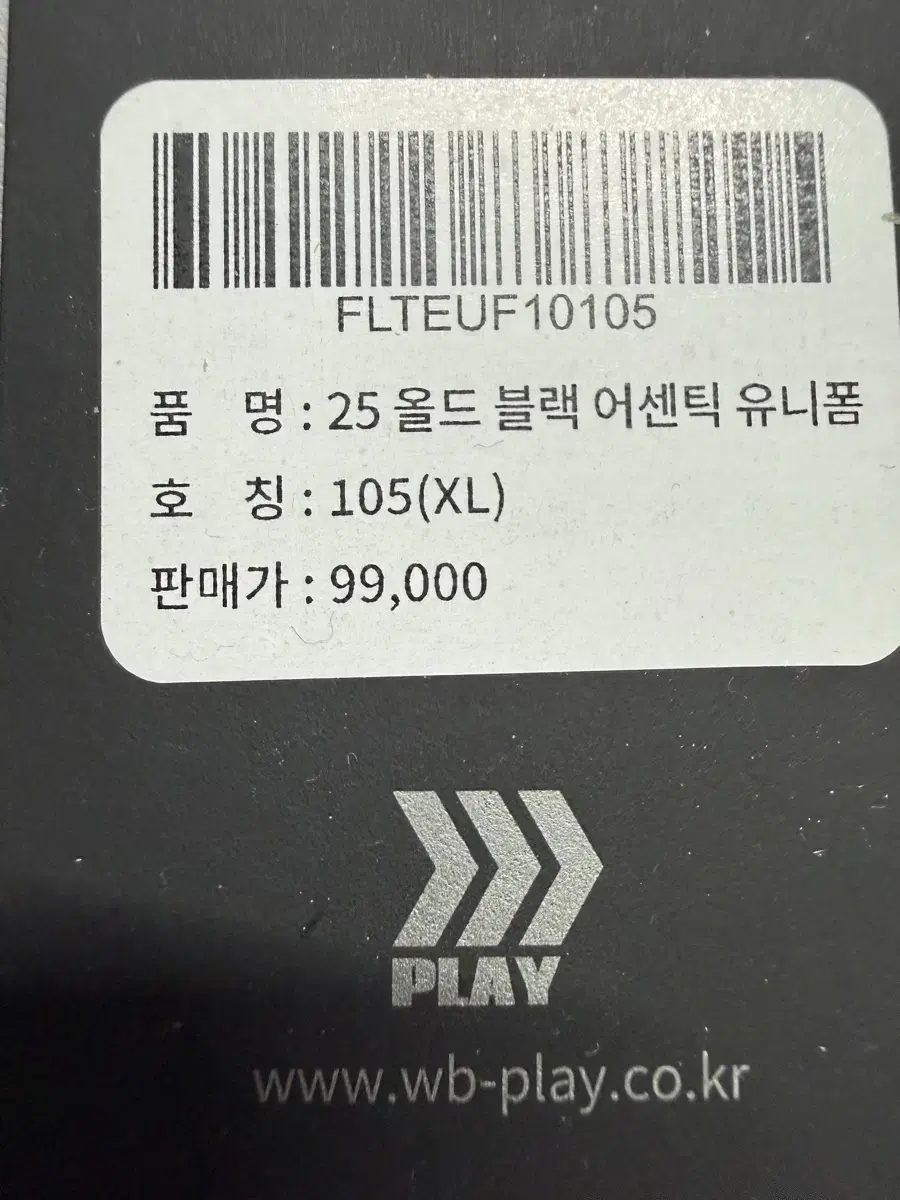 FLTEUF10105
품 명 : 25 올드 블랙 어센틱 유니폼
호 칭 : 105(XL)
판매가 : 99,000
PLAY
www.wb-play.co.kr